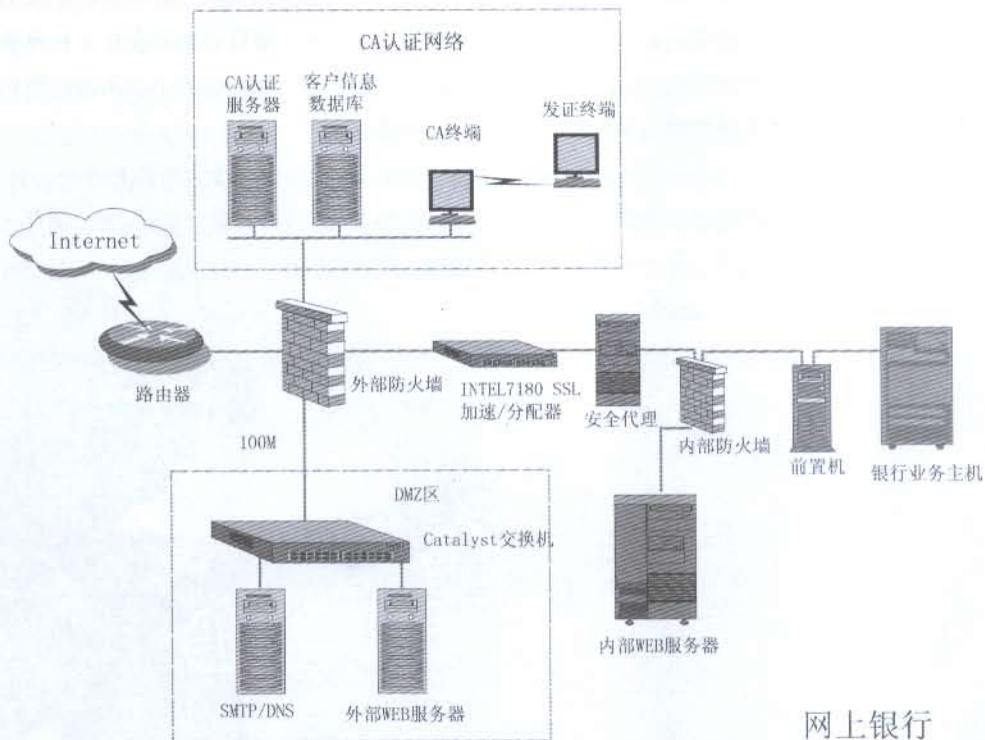 CA认证网络
CA认证
服务器
客户信息
数据库
CA终端
发证终端
Internet
路由器
外部防火墙
INTEL7180 SSL
加速/分配器
安全代理
内部防火墙
前置机
银行业务主机
100M
DMZ区
Catalyst交换机
内部WEB服务器
SMTP/DNS
外部WEB服务器
网上银行